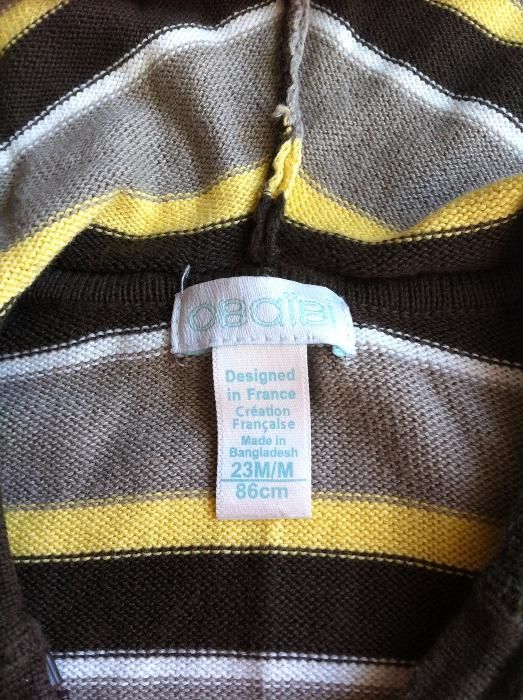 OBaïBi
Designed
in France
Création
Française
Made in
Bangladesh
23M/M
86cm